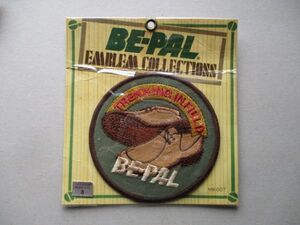 BE-PAL
EMBLEM COLLECTIONS
TREKKING IN FIELD
BE-PAL